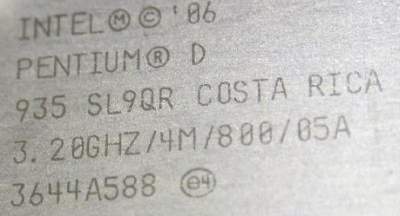 INTEL Ⓜ © '06
PENTIUM ® D
935 SL9QR COSTA RICA
3.20GHZ/4M/800/05A
3644A588 e4